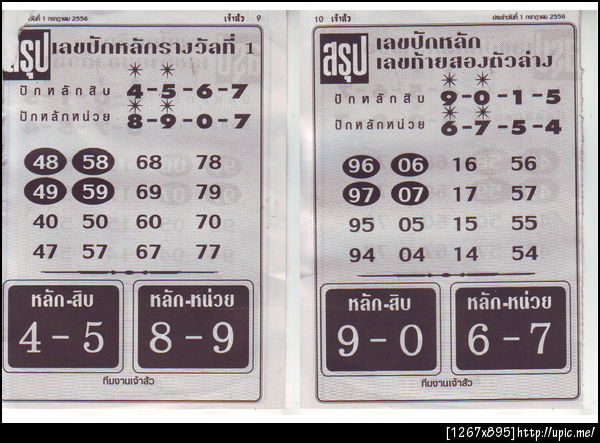 วันที่ 1 กรกฎาคม 2556 เจ้าสัว 9
สรุป เลขปักหลักรางวัลที่ 1
ปักหลักสิบ 4-5-6-7
ปักหลักหน่วย 8-9-0-7
48 58 68 78
49 59 69 79
40 50 60 70
47 57 67 77
หลัก-สิบ หลัก-หน่วย
4-5 8-9
ทีมงานเจ้าสัว
10 เจ้าสัว ประจำวันที่ 1 กรกฎาคม 2556
สรุป เลขปักหลัก
เลขท้ายสองตัวล่าง
ปักหลักสิบ 9-0-1-5
ปักหลักหน่วย 6-7-5-4
96 06 16 56
97 07 17 57
95 05 15 55
94 04 14 54
หลัก-สิบ หลัก-หน่วย
9-0 6-7
ทีมงานเจ้าสัว
[1267x895]http://upic.me/